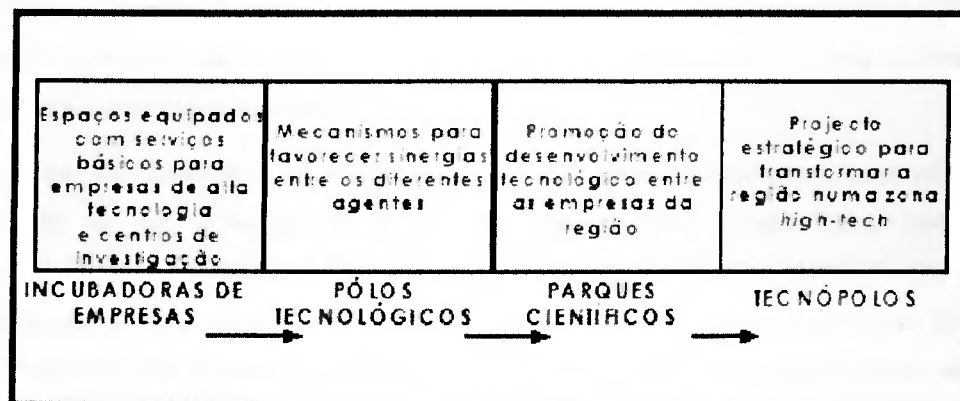 Espaços equipados
com serviços
básicos para
empresas de alta
tecnologia
e centros de
investigação
Mecanismos para
favorecer sinergias
entre os diferentes
agentes
Promoção do
desenvolvimento
tecnológico entre
as empresas da
região
Projecto
estratégico para
transformar a
região numa zona
high-tech
INCUBADORAS DE
EMPRESAS
PÓLOS
TECNOLÓGICOS
PARQUES
CIENTÍFICOS
TECNÓPOLOS